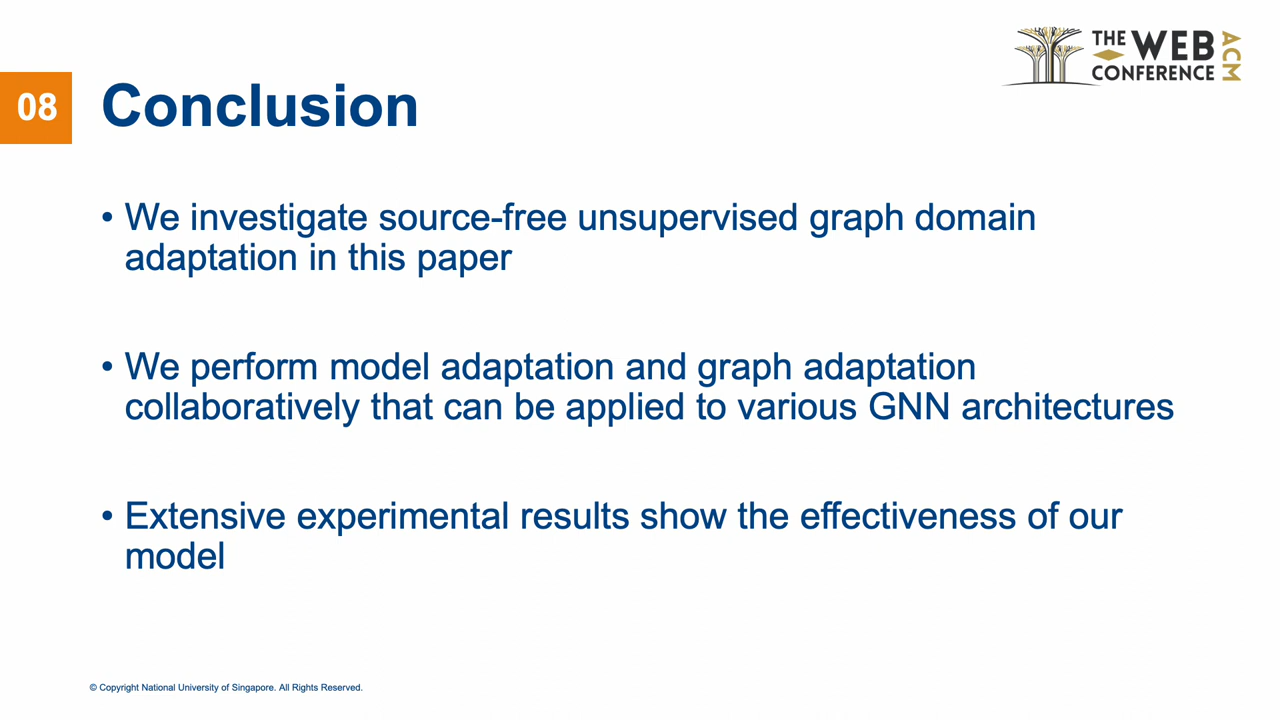 THE WEB
CONFERENCE
ACM
08
Conclusion
• We investigate source-free unsupervised graph domain
adaptation in this paper
• We perform model adaptation and graph adaptation
collaboratively that can be applied to various GNN architectures
• Extensive experimental results show the effectiveness of our
model
© Copyright National University of Singapore. All Rights Reserved.